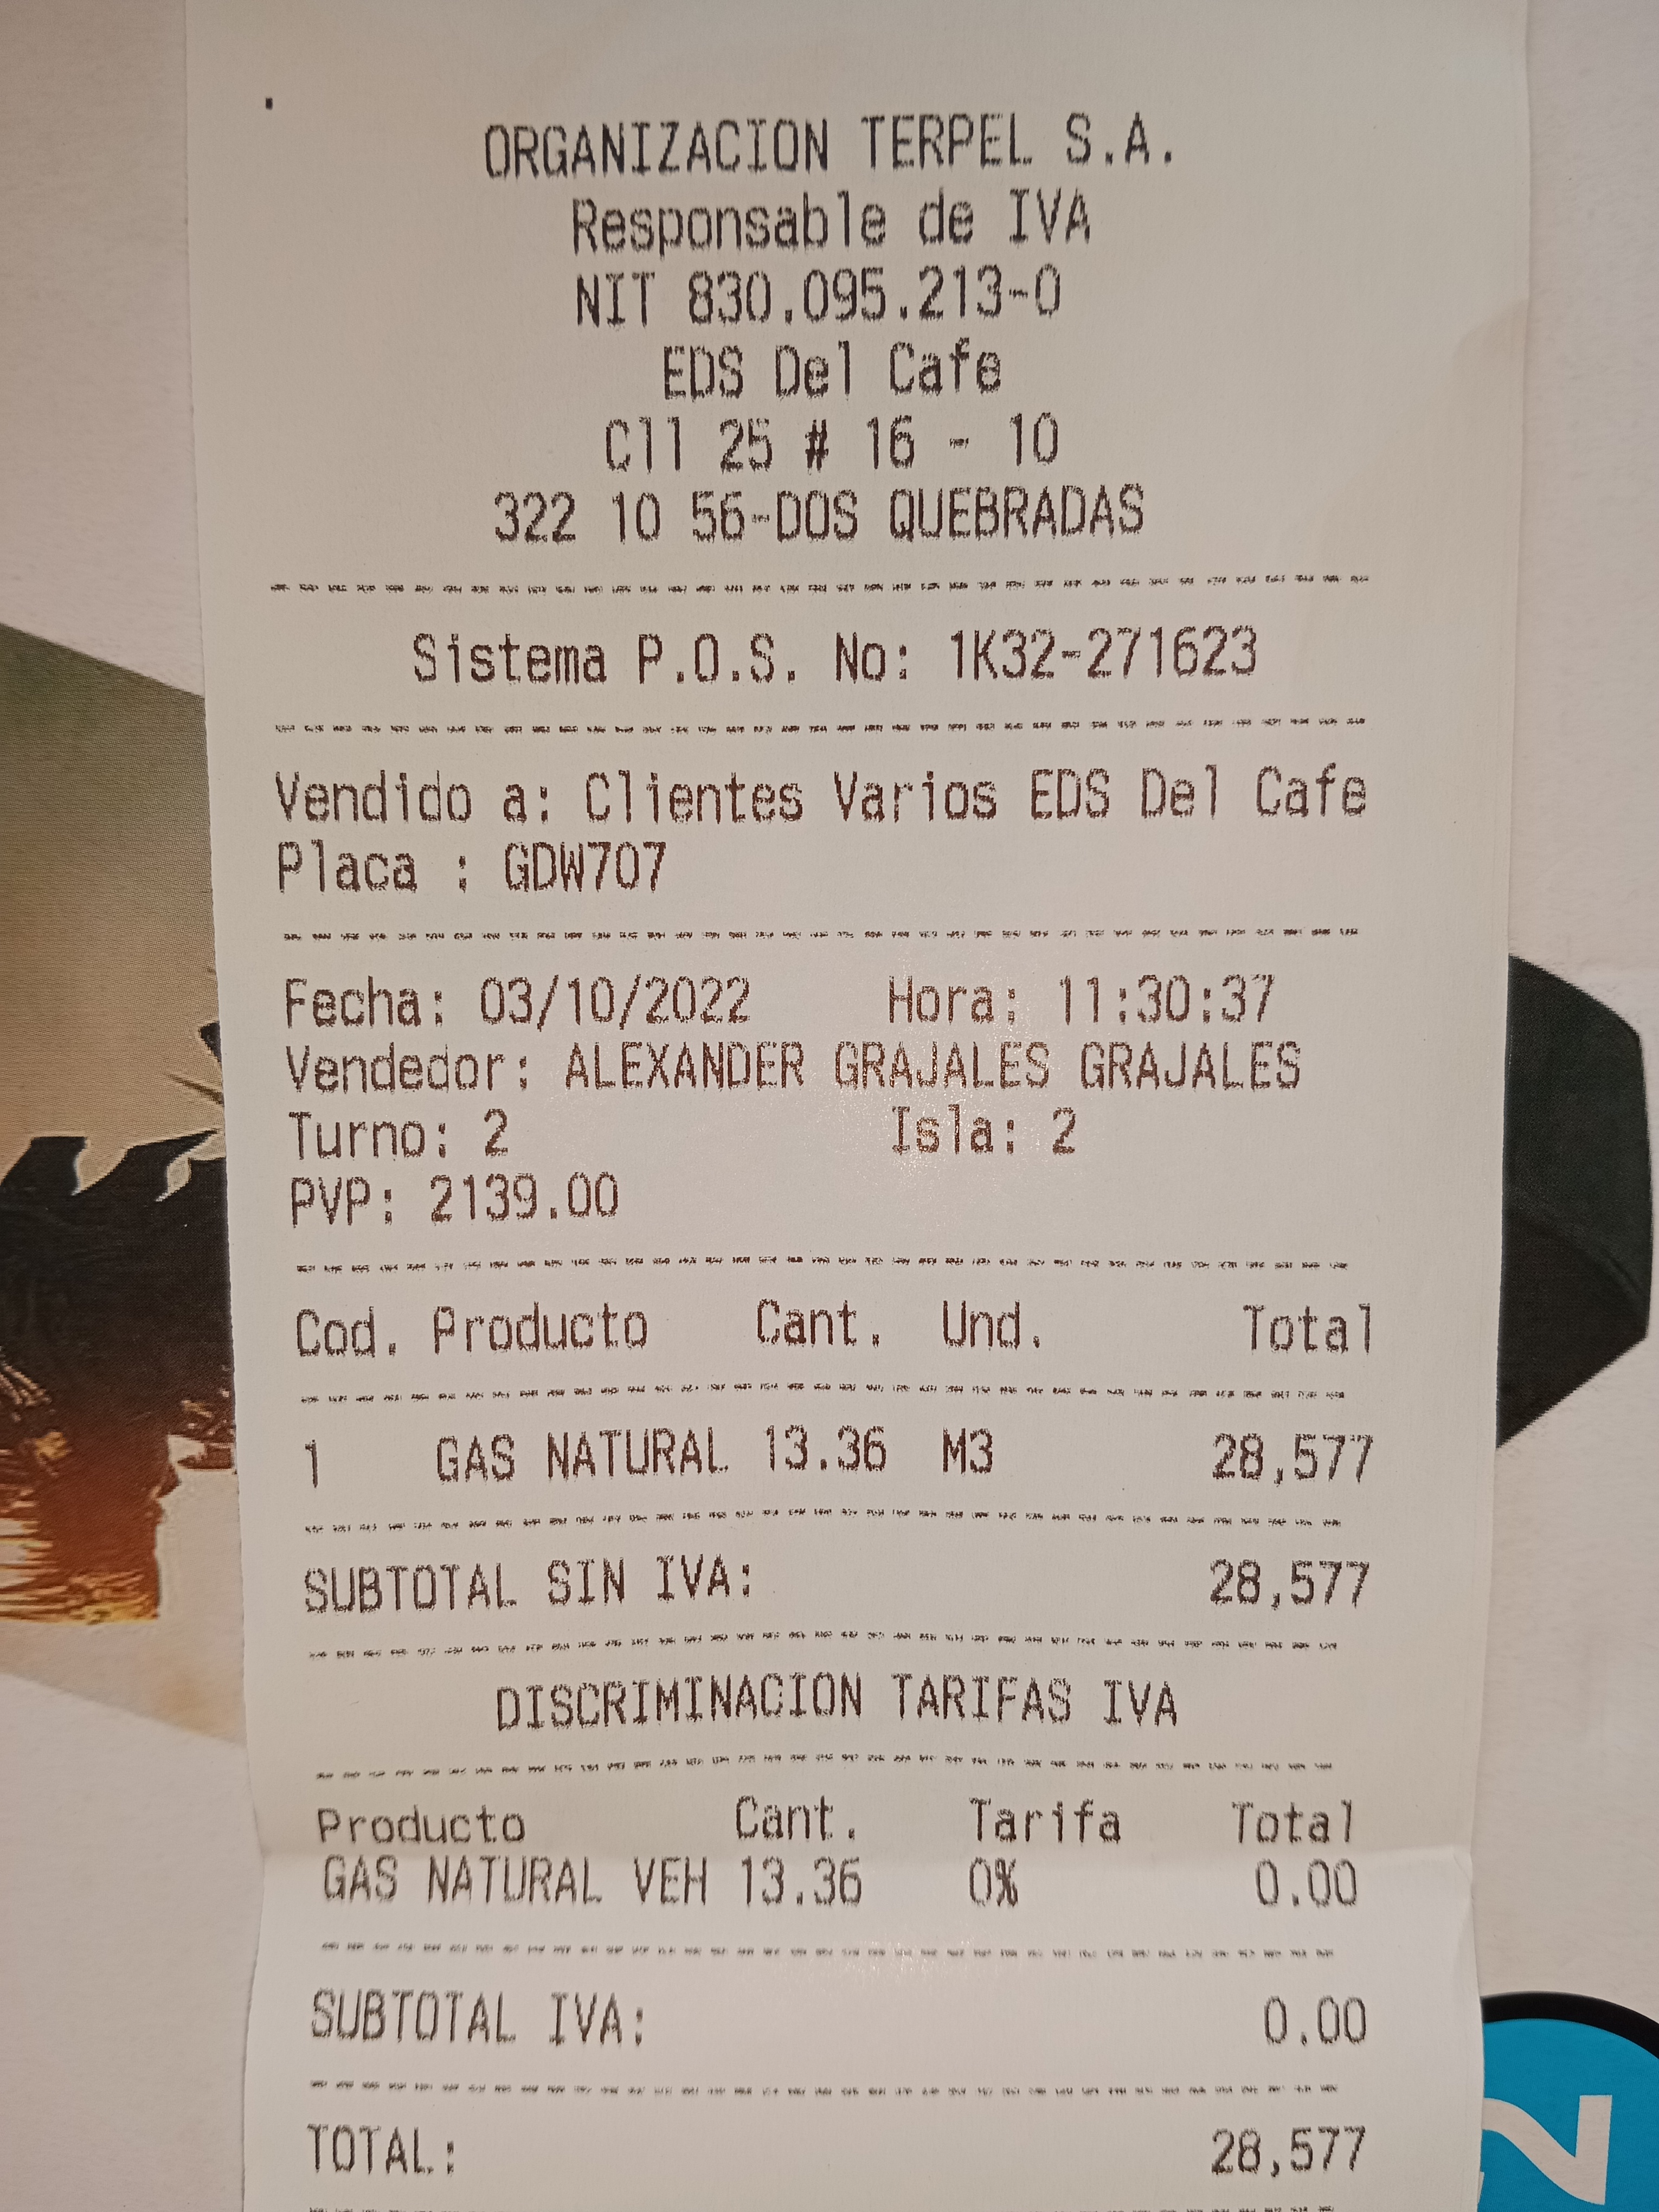 ORGANIZACION TERPEL S.A.
Responsable de IVA
NIT 830.095.213-0
EDS Del Cafe
Cll 25 # 16 - 10
322 10 56-DOS QUEBRADAS
Sistema P.O.S. No: 1K32-271623
Vendido a: Clientes Varios EDS Del Cafe
Placa : GDW707
Fecha: 03/10/2022 Hora: 11:30:37
Vendedor: ALEXANDER GRAJALES GRAJALES
Turno: 2 Isla: 2
PVP: 2139.00
Cod. Producto Cant. Und. Total
1 GAS NATURAL 13.36 M3 28,577
SUBTOTAL SIN IVA: 28,577
DISCRIMINACION TARIFAS IVA
Producto Cant. Tarifa Total
GAS NATURAL VEH 13.36 0% 0.00
SUBTOTAL IVA: 0.00
TOTAL: 28,577